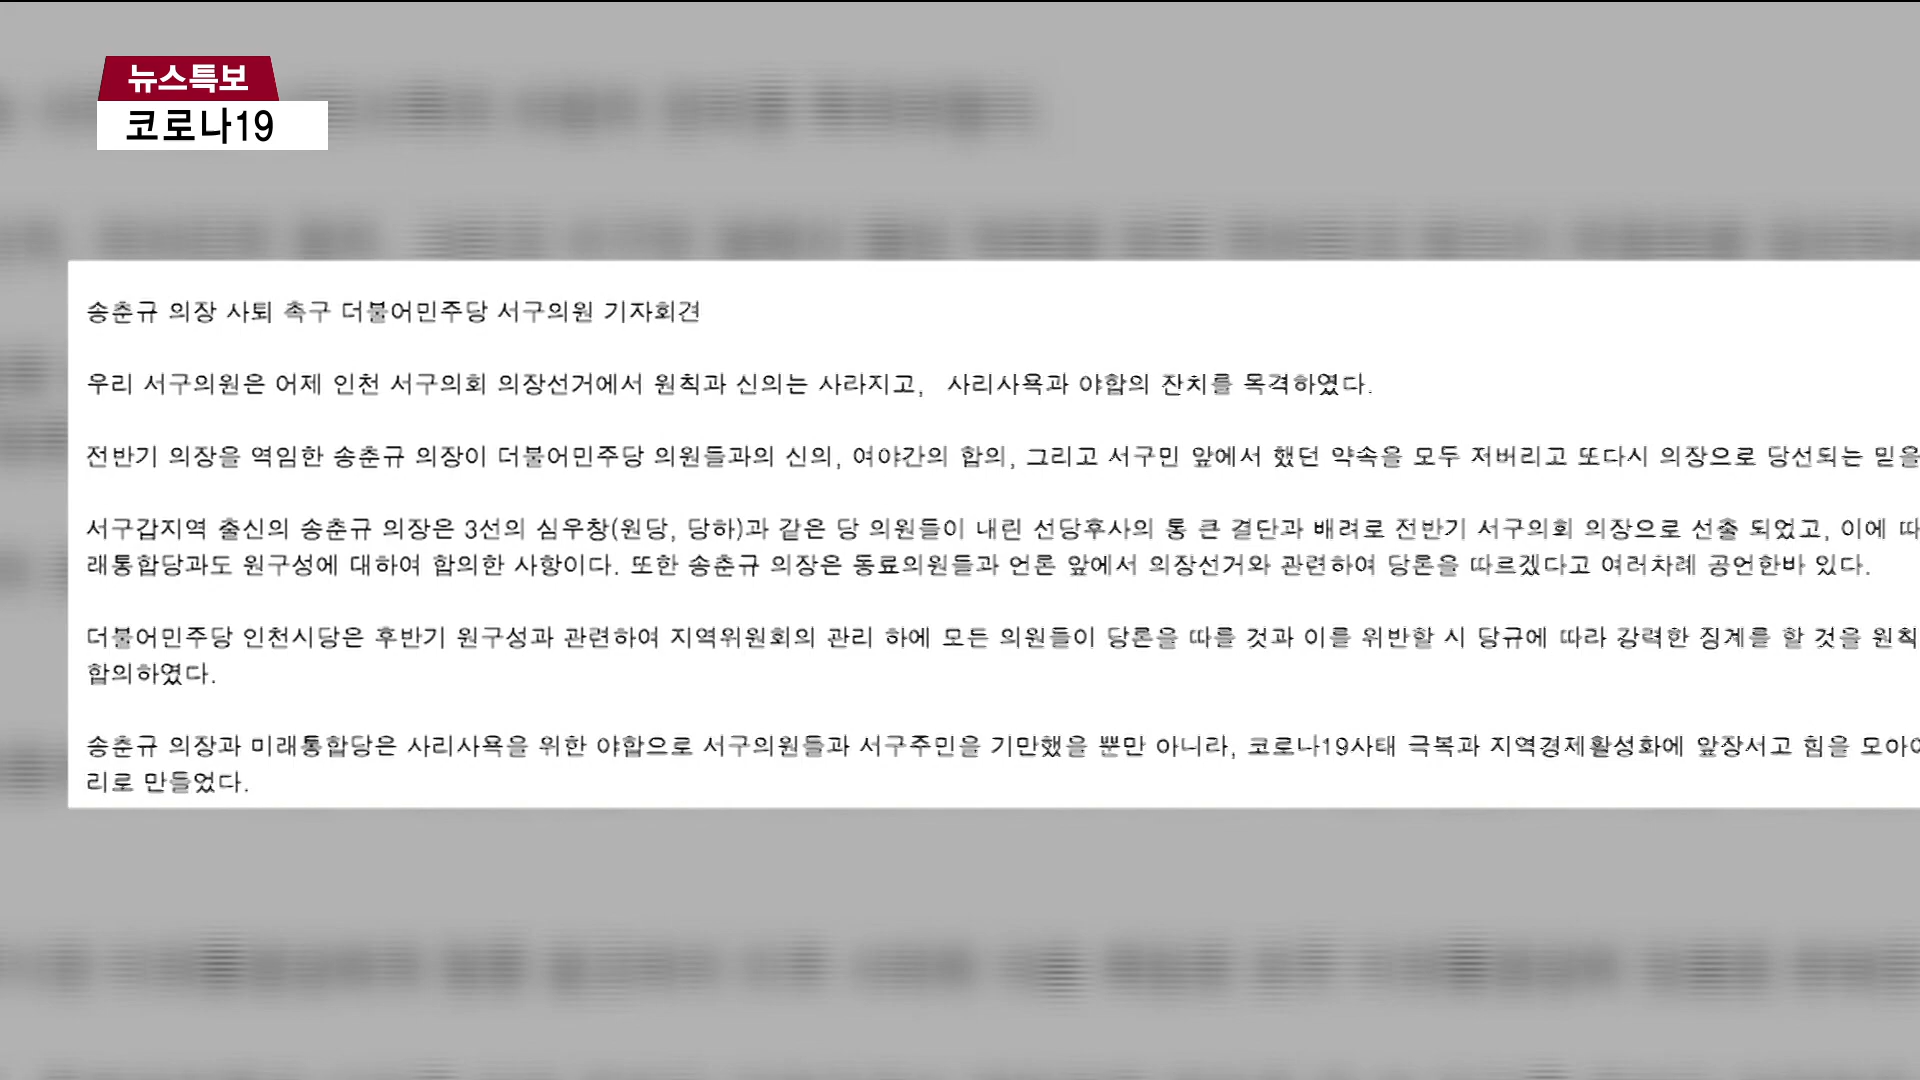 뉴스특보
코로나19
송춘규 의장 사퇴 촉구 더불어민주당 서구의원 기자회견
우리 서구의원은 어제 인천 서구의회 의장선거에서 원칙과 신의는 사라지고, 사리사욕과 야합의 잔치를 목격하였다.
전반기 의장을 역임한 송춘규 의장이 더불어민주당 의원들과의 신의, 여야간의 합의, 그리고 서구민 앞에서 했던 약속을 모두 저버리고 또다시 의장으로 당선되는 믿을
서구갑지역 출신의 송춘규 의장은 3선의 심우창(원당, 당하)과 같은 당 의원들이 내린 선당후사의 통 큰 결단과 배려로 전반기 서구의회 의장으로 선출 되었고, 이에 따
래통합당과도 원구성에 대하여 합의한 사항이다. 또한 송춘규 의장은 동료의원들과 언론 앞에서 의장선거와 관련하여 당론을 따르겠다고 여러차례 공언한바 있다.
더불어민주당 인천시당은 후반기 원구성과 관련하여 지역위원회의 관리 하에 모든 의원들이 당론을 따를 것과 이를 위반할 시 당규에 따라 강력한 징계를 할 것을 원칙
합의하였다.
송춘규 의장과 미래통합당은 사리사욕을 위한 야합으로 서구의원들과 서구주민을 기만했을 뿐만 아니라, 코로나19사태 극복과 지역경제활성화에 앞장서고 힘을 모아
리로 만들었다.